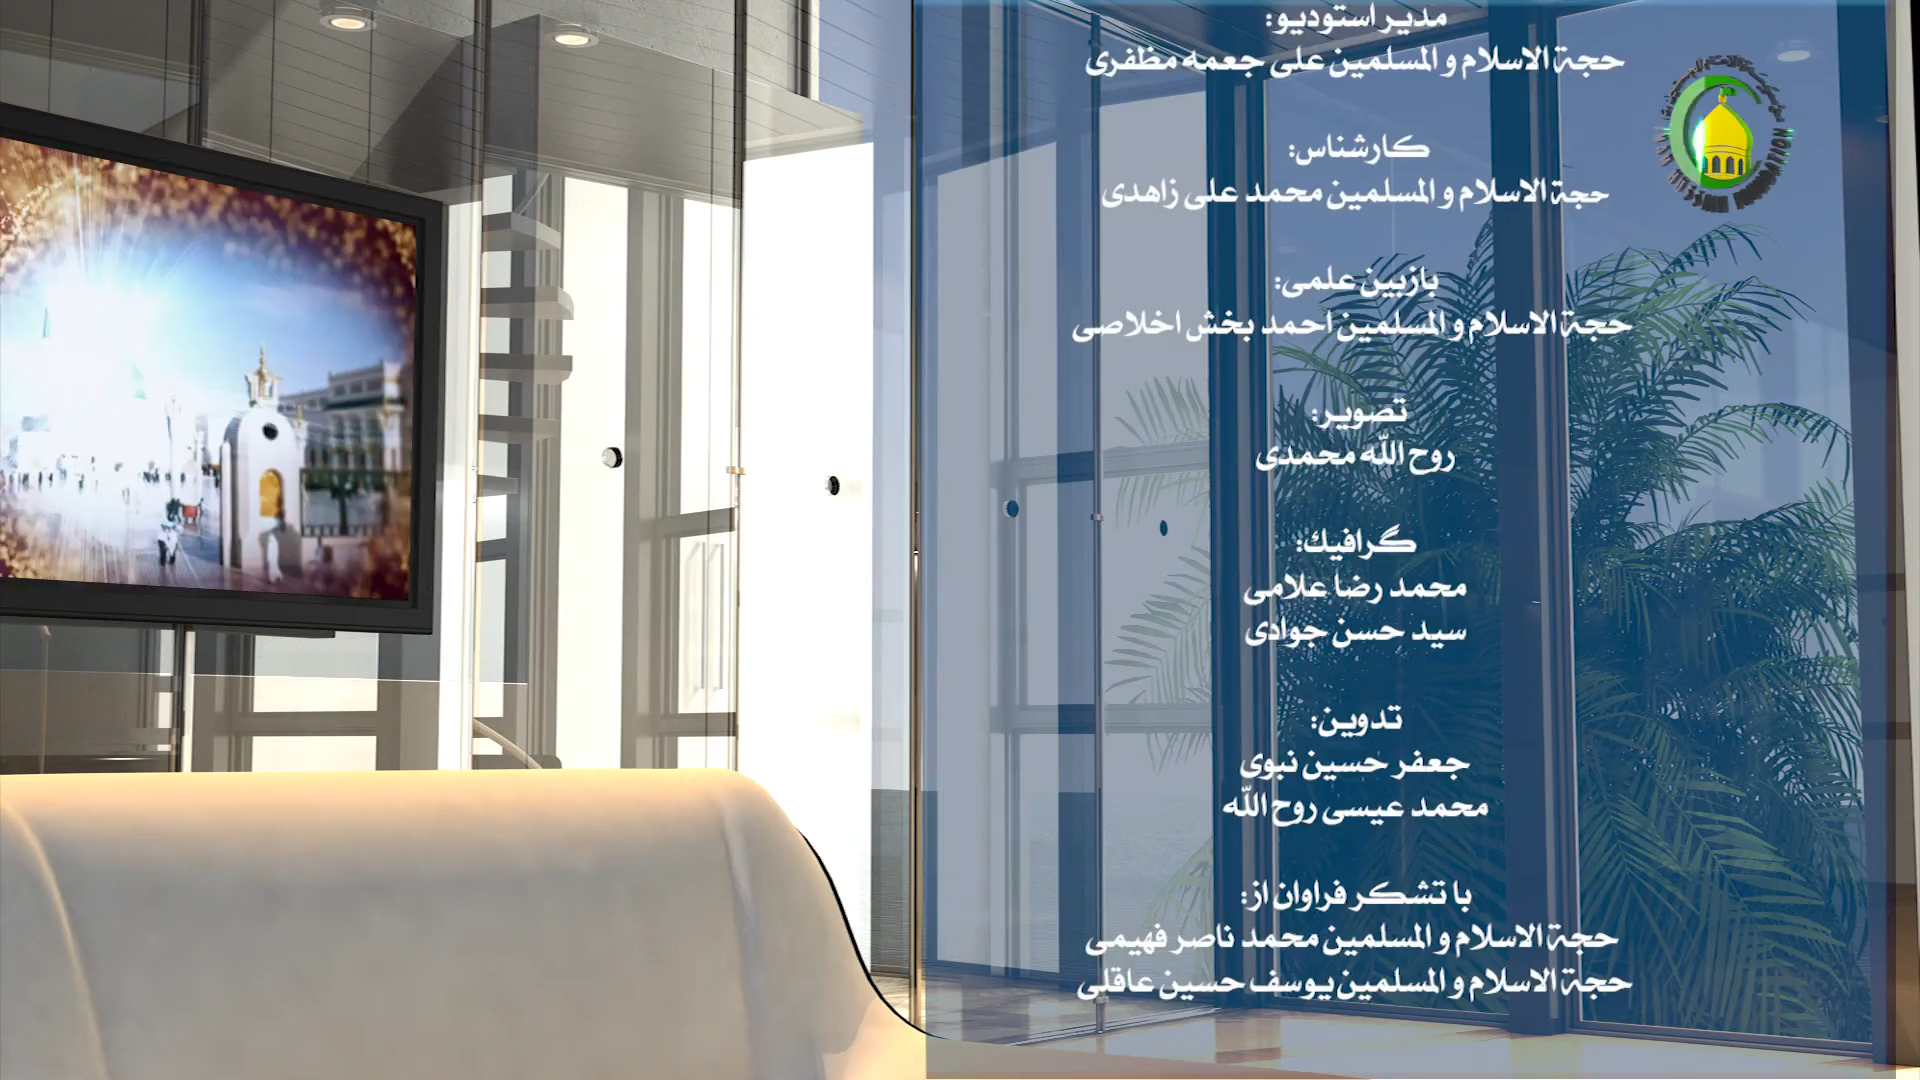 مدیر استودیو:
حجة الاسلام و المسلمین علی جعمه مظفری
کارشناس:
حجة الاسلام و المسلمین محمد علی زاهدی
بازبین علمی:
حجة الاسلام و المسلمین احمد بخش اخلاصی
تصویر:
روح الله محمدی
گرافیك:
محمد رضا علامی
سید حسن جوادی
تدوین:
جعفر حسین نبوی
محمد عیسی روح الله
با تشکر فراوان از:
حجة الاسلام و المسلمین محمد ناصر فهیمی
حجة الاسلام و المسلمین یوسف حسین عاقلی